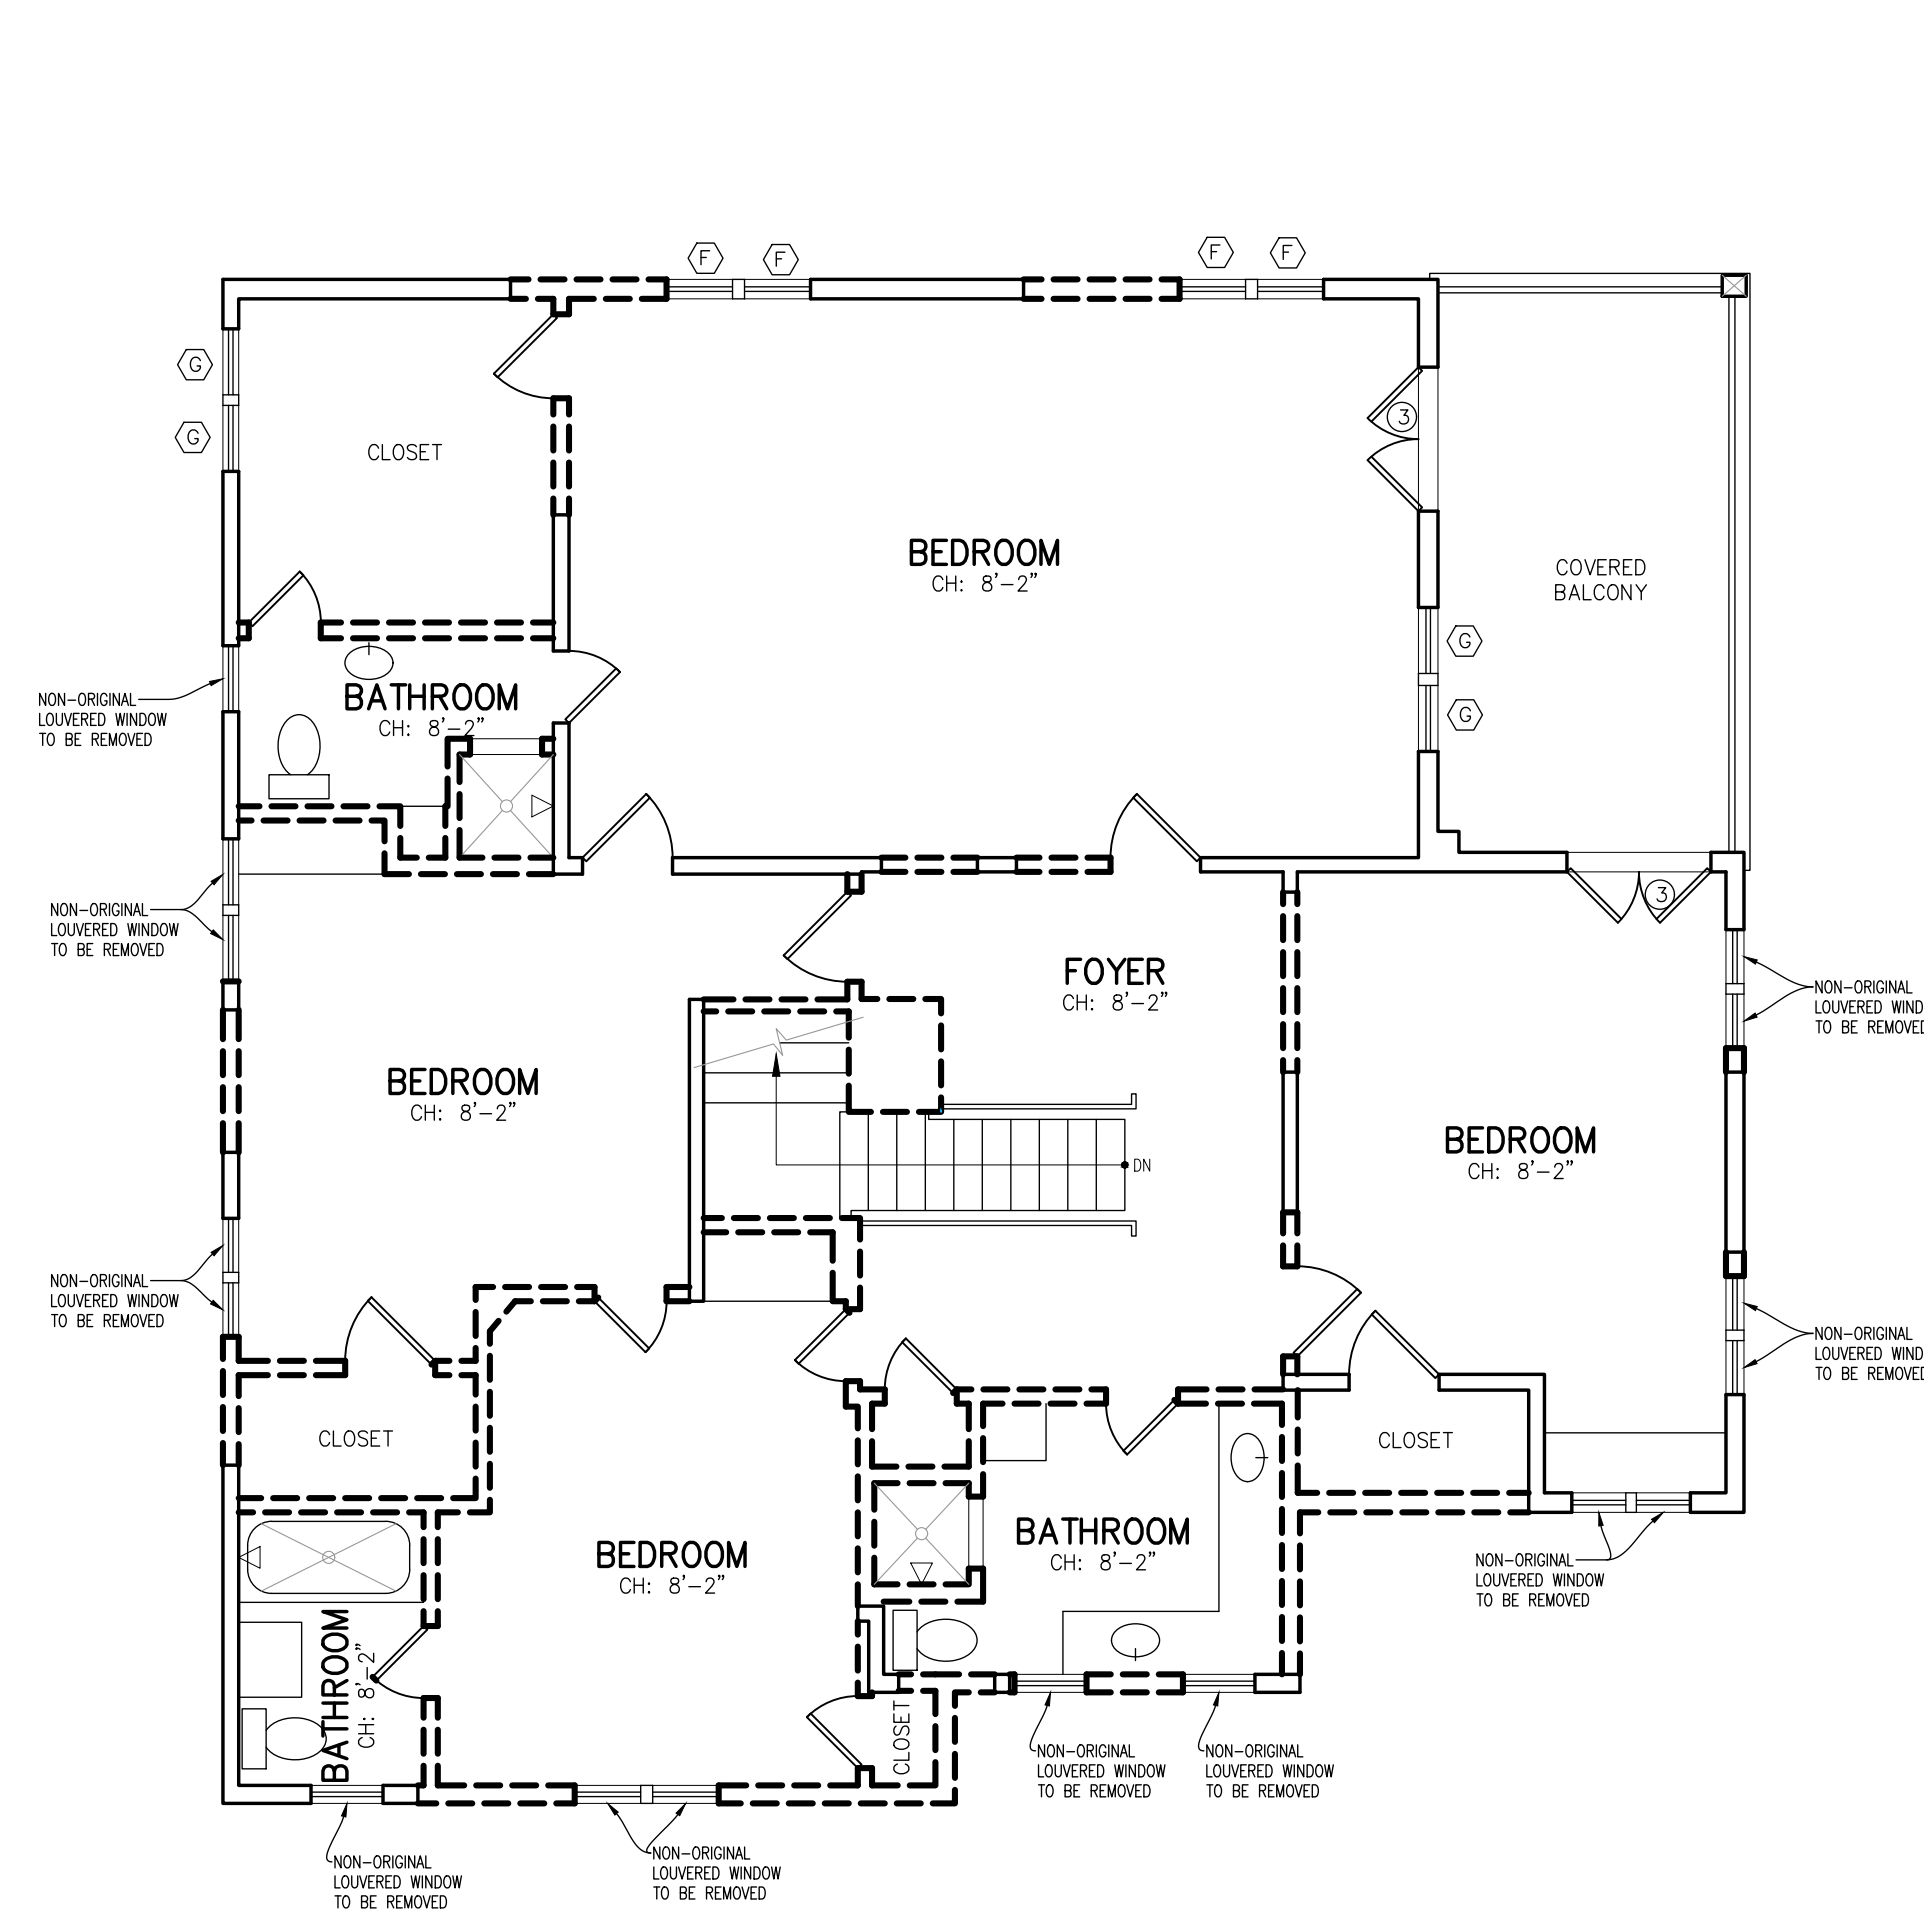 F
F
F
F
G
3
G
CLOSET
BEDROOM
CH: 8'-2"
COVERED
BALCONY
G
BATHROOM
CH: 8'-2"
G
NON-ORIGINAL
LOUVERED WINDOW
TO BE REMOVED
3
NON-ORIGINAL
LOUVERED WINDOW
TO BE REMOVED
FOYER
CH: 8'-2"
NON-ORIGINAL
LOUVERED WIND
TO BE REMOVED
BEDROOM
CH: 8'-2"
BEDROOM
CH: 8'-2"
DN
NON-ORIGINAL
LOUVERED WINDOW
TO BE REMOVED
NON-ORIGINAL
LOUVERED WIND
TO BE REMOVED
CLOSET
CLOSET
BATHROOM
CH: 8'-2"
BEDROOM
CH: 8'-2"
NON-ORIGINAL
LOUVERED WINDOW
TO BE REMOVED
BATHROOM
CH: 8'-2"
CLOSET
NON-ORIGINAL
LOUVERED WINDOW
TO BE REMOVED
NON-ORIGINAL
LOUVERED WINDOW
TO BE REMOVED
NON-ORIGINAL
LOUVERED WINDOW
TO BE REMOVED
NON-ORIGINAL
LOUVERED WINDOW
TO BE REMOVED